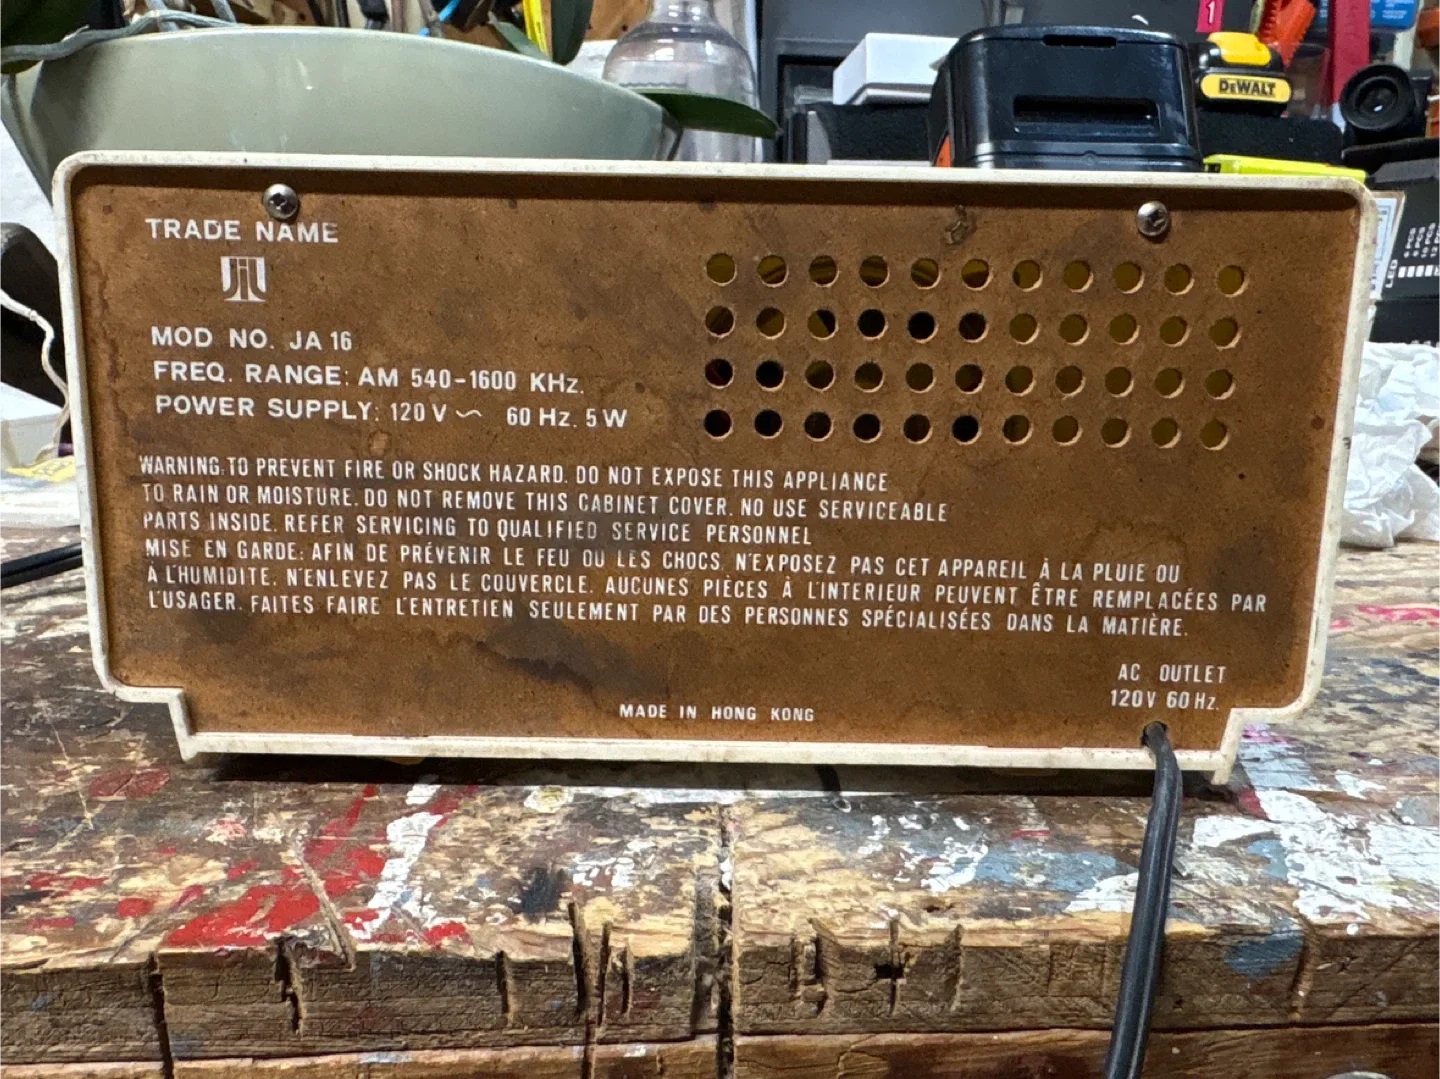 DEWALT
1
TRADE NAME
JIL
MOD NO. JA 16
FREQ. RANGE: AM 540-1600 KHz.
POWER SUPPLY: 120 V ~ 60 Hz. 5 W
WARNING: TO PREVENT FIRE OR SHOCK HAZARD. DO NOT EXPOSE THIS APPLIANCE
TO RAIN OR MOISTURE. DO NOT REMOVE THIS CABINET COVER. NO USE SERVICEABLE
PARTS INSIDE. REFER SERVICING TO QUALIFIED SERVICE PERSONNEL
MISE EN GARDE: AFIN DE PRÉVENIR LE FEU OU LES CHOCS N'EXPOSEZ PAS CET APPAREIL À LA PLUIE OU
À L'HUMIDITE. N'ENLEVEZ PAS LE COUVERCLE. AUCUNES PIÈCES À L'INTERIEUR PEUVENT ÊTRE REMPLACÉES PAR
L'USAGER. FAITES FAIRE L'ENTRETIEN SEULEMENT PAR DES PERSONNES SPÉCIALISÉES DANS LA MATIÈRE.
AC OUTLET
120V 60 Hz.
MADE IN HONG KONG
LED